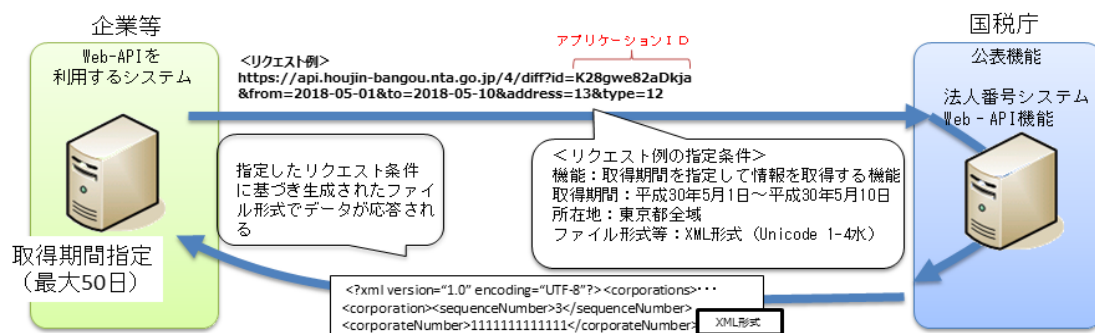 企業等
Web-APIを
利用するシステム
取得期間指定
（最大50日）
アプリケーションＩＤ
＜リクエスト例＞
https://api.houjin-bangou.nta.go.jp/4/diff?id=K28gwe82aDkja
&from=2018-05-01&to=2018-05-10&address=13&type=12
指定したリクエスト条件
に基づき生成されたファイ
ル形式でデータが応答され
る
＜リクエスト例の指定条件＞
機能：取得期間を指定して情報を取得する機能
取得期間：平成30年5月1日～平成30年5月10日
所在地：東京都全域
ファイル形式等：XML形式（Unicode 1-4水）
国税庁
公表機能
法人番号システム
Web‐API機能
<?xml version="1.0" encoding="UTF-8"?><corporations>･･･
<corporation><sequenceNumber>3</sequenceNumber>
<corporateNumber>1111111111111</corporateNumber>
XML形式